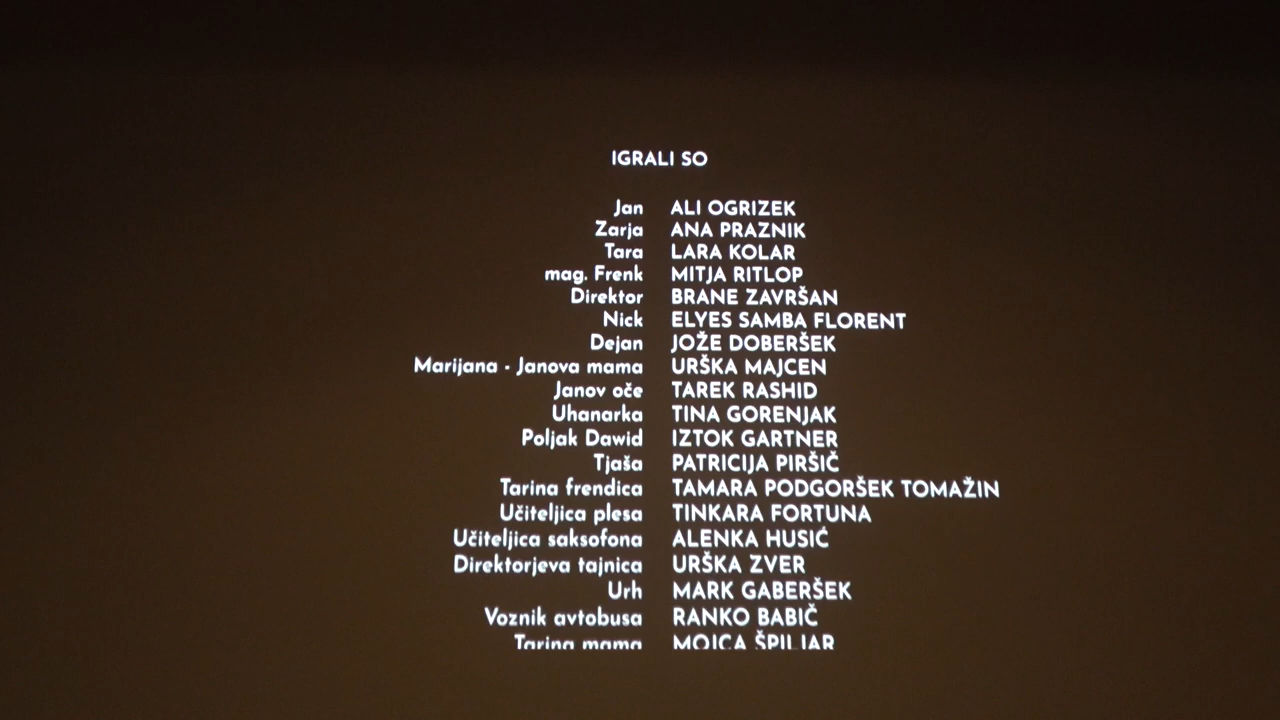 IGRALI SO
Jan ALI OGRIZEK
Zarja ANA PRAZNIK
Tara LARA KOLAR
mag. Frenk MITJA RITLOP
Direktor BRANE ZAVRŠAN
Nick ELYES SAMBA FLORENT
Dejan JOŽE DOBERŠEK
Marijana - Janova mama URŠKA MAJCEN
Janov oče TAREK RASHID
Uhanarka TINA GORENJAK
Poljak Dawid IZTOK GARTNER
Tjaša PATRICIJA PIRŠIČ
Tarina frendica TAMARA PODGORŠEK TOMAŽIN
Učiteljica plesa TINKARA FORTUNA
Učiteljica saksofona ALENKA HUSIĆ
Direktorjeva tajnica URŠKA ZVER
Urh MARK GABERŠEK
Voznik avtobusa RANKO BABIČ
Tarina mama MOJCA ŠPILJAR